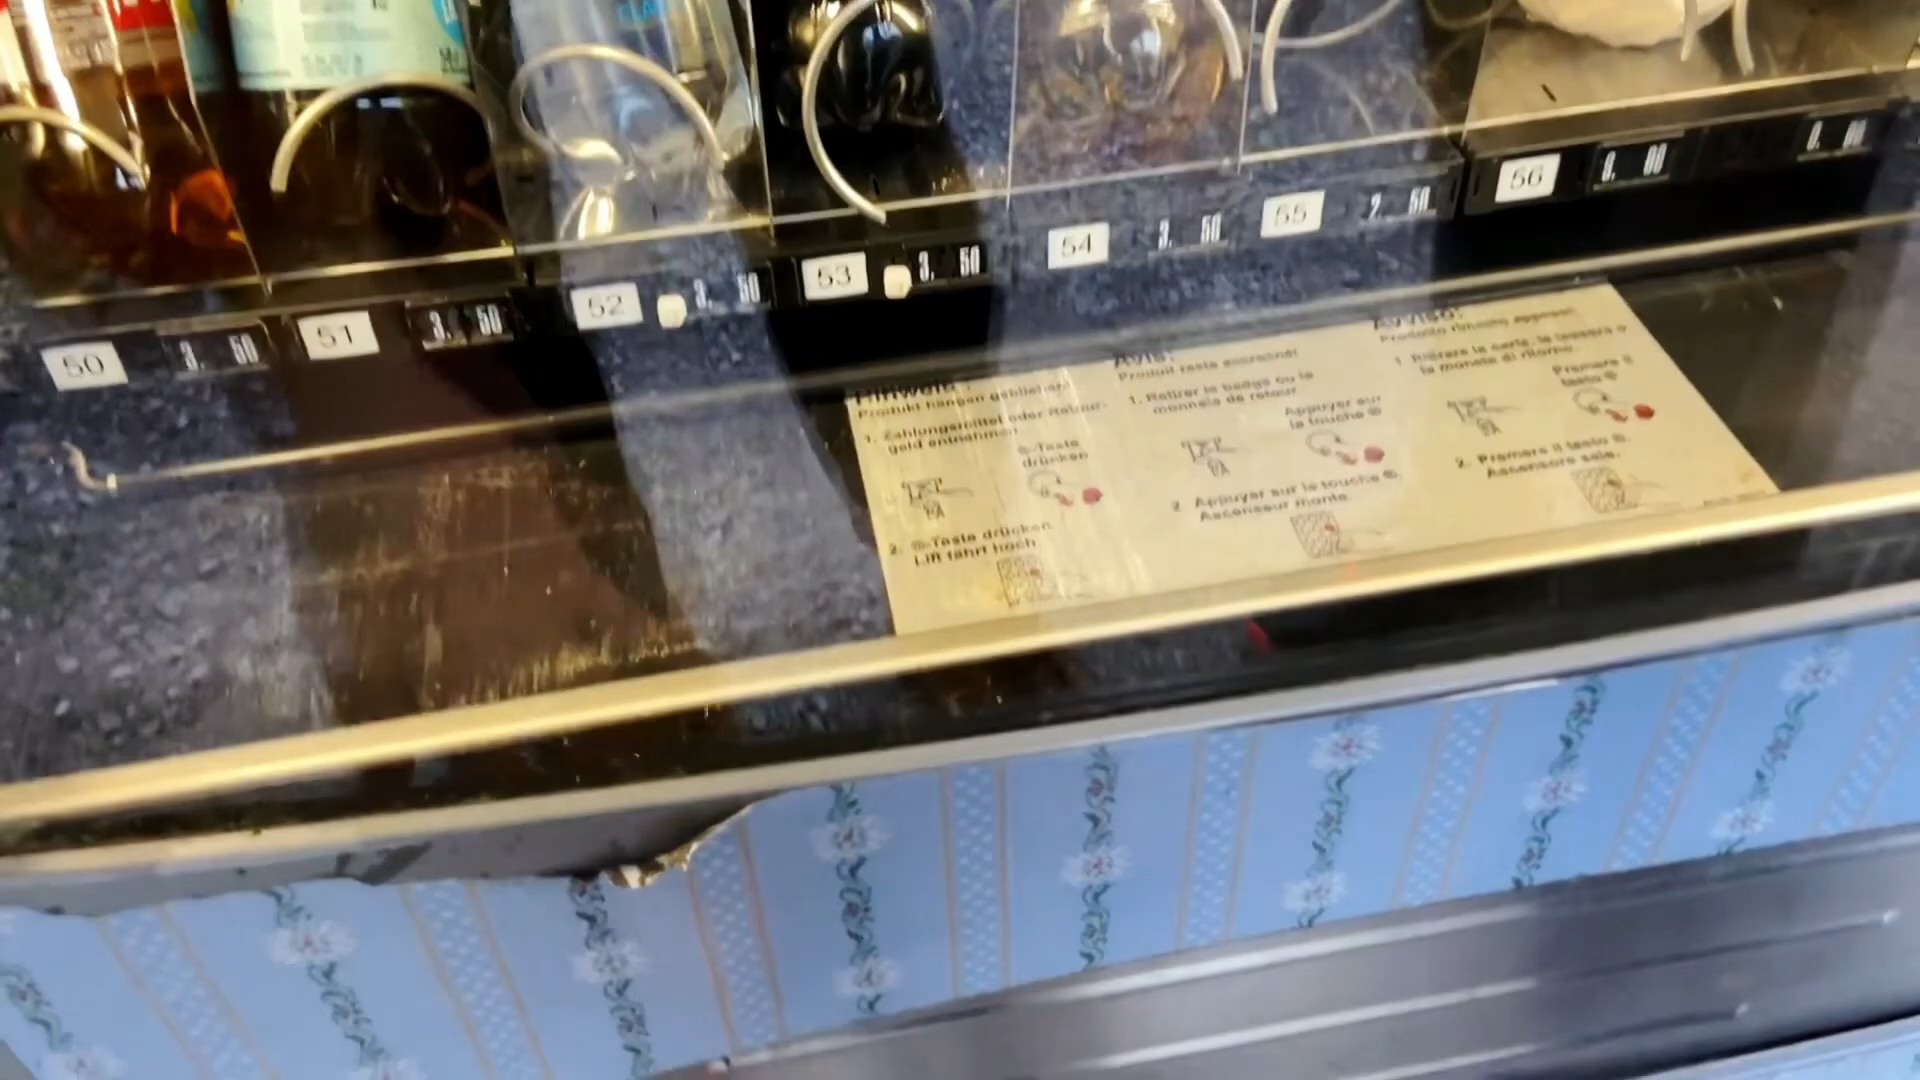 50 3. 50
51 3. 50
52 3. 50
53 3. 50
54 3. 50
55 2. 50
56 0. 00
0. 00
Hinweis:
Produkt hängen geblieben?
1. Zahlungsmittel oder Retour-
geld entnehmen
-Taste
drücken
2. -Taste drücken
Lift fährt hoch
Avis:
Produit reste accroché?
1. Retirer le badge ou la
monnaie de retour
Appuyer sur
la touche
2. Appuyer sur la touche
Ascenseur monte.
Avviso:
Prodotto rimasto appeso?
1. Ritirare la carta, la tessera o
la moneta di ritorno.
Premere il
tasto
2. Premere il tasto
Ascensore sale.